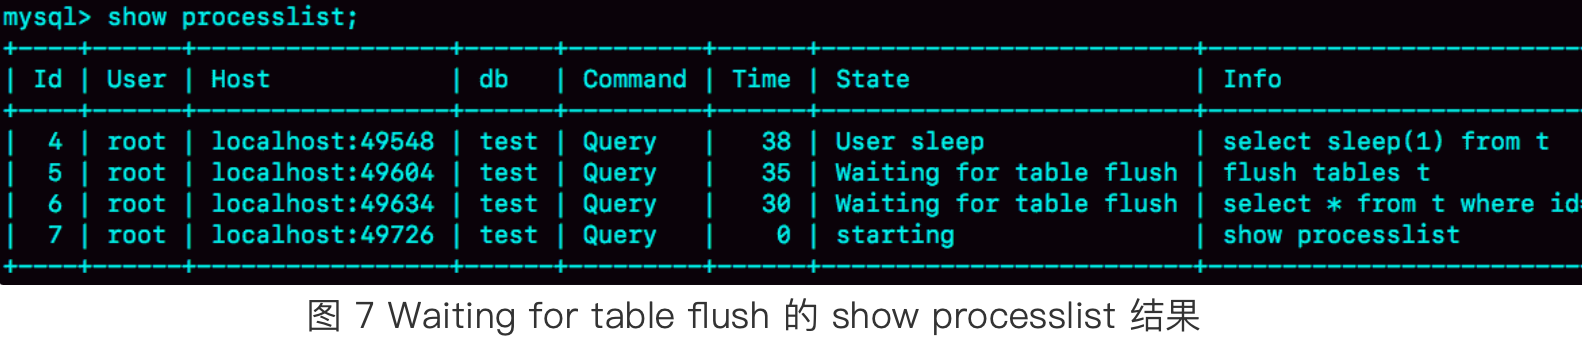 mysql> show processlist;
+----+------+-----------------+------+---------+------+-------------------------+-------------------------
| Id | User | Host            | db   | Command | Time | State                   | Info
+----+------+-----------------+------+---------+------+-------------------------+-------------------------
|  4 | root | localhost:49548 | test | Query   |   38 | User sleep              | select sleep(1) from t
|  5 | root | localhost:49604 | test | Query   |   35 | Waiting for table flush | flush tables t
|  6 | root | localhost:49634 | test | Query   |   30 | Waiting for table flush | select * from t where id=
|  7 | root | localhost:49726 | test | Query   |    0 | starting                | show processlist
+----+------+-----------------+------+---------+------+-------------------------+-------------------------
图 7 Waiting for table flush 的 show processlist 结果